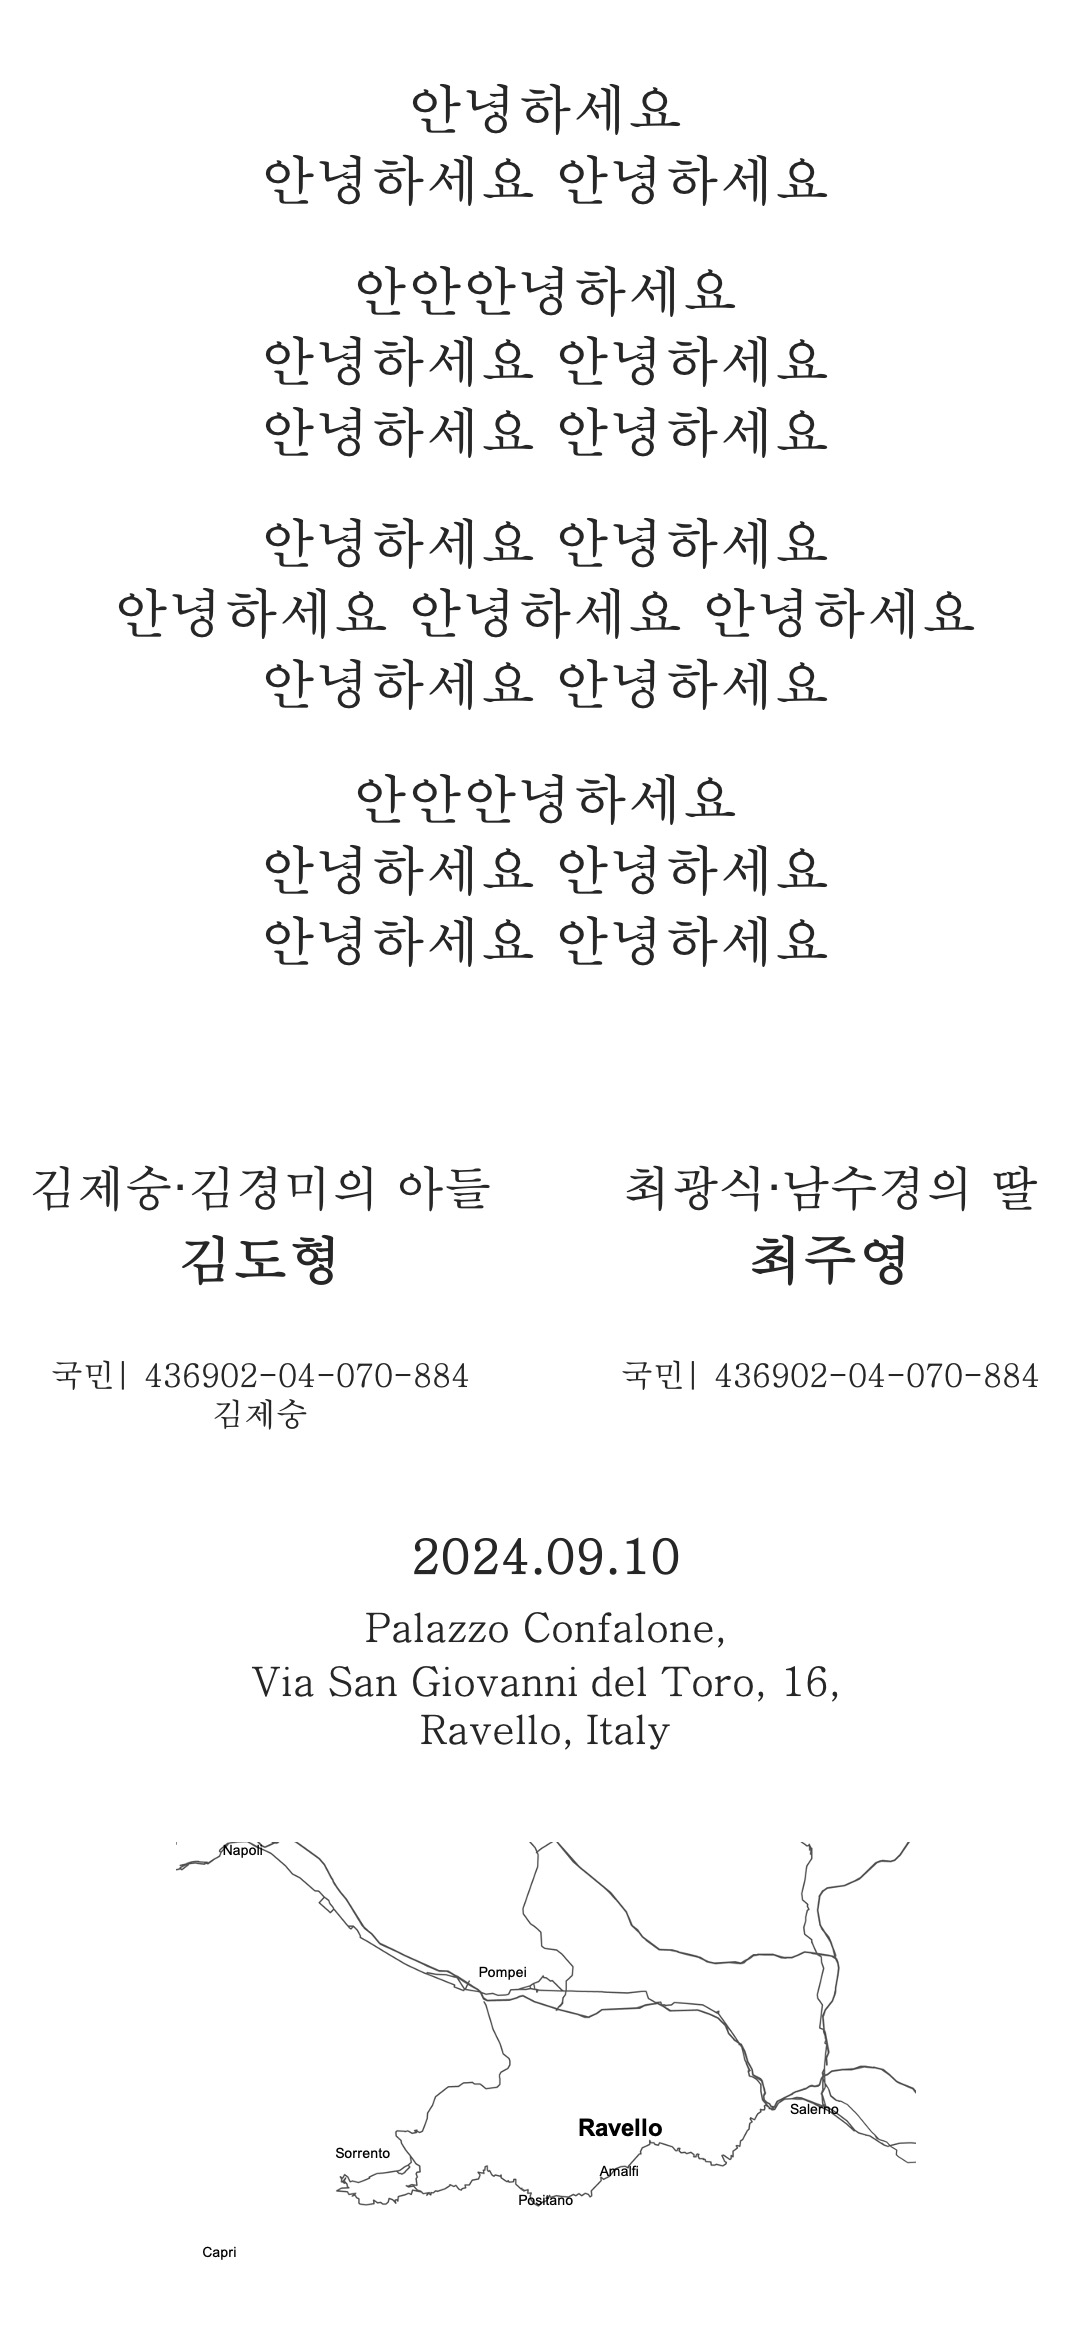 안녕하세요
안녕하세요 안녕하세요
안안안녕하세요
안녕하세요 안녕하세요
안녕하세요 안녕하세요
안녕하세요 안녕하세요
안녕하세요 안녕하세요 안녕하세요
안녕하세요 안녕하세요
안안안녕하세요
안녕하세요 안녕하세요
안녕하세요 안녕하세요
김제숭·김경미의 아들
김도형
국민| 436902-04-070-884
김제숭
최광식·남수경의 딸
최주영
국민| 436902-04-070-884
2024.09.10
Palazzo Confalone,
Via San Giovanni del Toro, 16,
Ravello, Italy
Napoli
Pompei
Salerno
Ravello
Sorrento
Amalfi
Positano
Capri